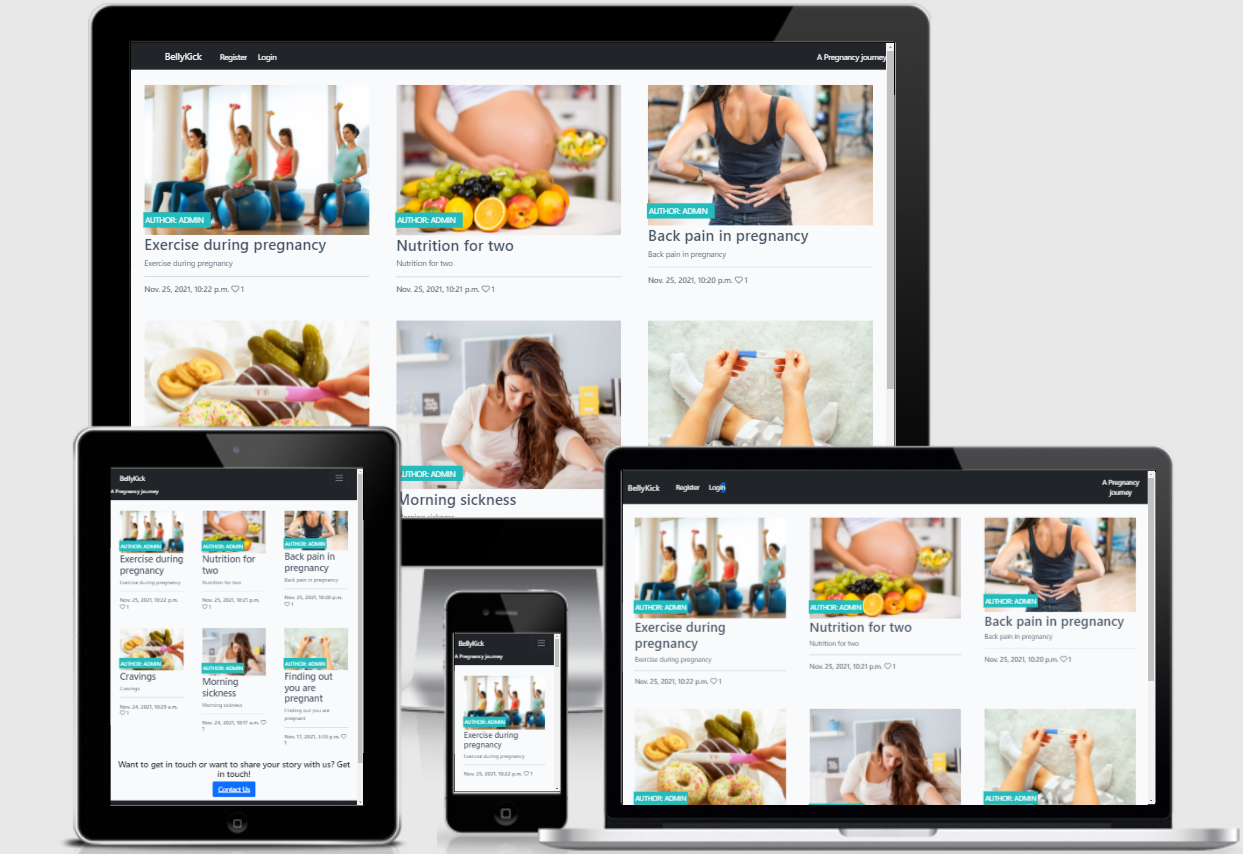 BellyKick Register Login A Pregnancy journey
AUTHOR: ADMIN AUTHOR: ADMIN AUTHOR: ADMIN
Exercise during pregnancy Nutrition for two Back pain in pregnancy
Exercise during pregnancy Nutrition for two Back pain in pregnancy
Nov. 25, 2021, 10:22 p.m. 1 Nov. 25, 2021, 10:21 p.m. 1 Nov. 25, 2021, 10:20 p.m. 1
AUTHOR: ADMIN
Morning sickness
BellyKick
A Pregnancy journey
AUTHOR: ADMIN AUTHOR: ADMIN AUTHOR: ADMIN
Exercise during Nutrition for Back pain in
pregnancy two pregnancy
Exercise during pregnancy Nutrition for two Back pain in pregnancy
Nov. 25, 2021, 10:22 p.m. Nov. 25, 2021, 10:21 p.m. Nov. 25, 2021, 10:20 p.m.
1 1 1
AUTHOR: ADMIN AUTHOR: ADMIN AUTHOR: ADMIN
Cravings Morning Finding out
sickness you are
pregnant
Cravings Morning sickness Finding out you are
pregnant
Nov. 24, 2021, 10:29 a.m. Nov. 24, 2021, 10:17 a.m. Nov. 17, 2021, 3:35 p.m.
1 1 1
Want to get in touch or want to share your story with us? Get
in touch!
Contact Us
BellyKick
A Pregnancy journey
AUTHOR: ADMIN
Exercise during
pregnancy
Exercise during pregnancy
Nov. 25, 2021, 10:22 p.m. 1
BellyKick Register Login A Pregnancy
journey
AUTHOR: ADMIN AUTHOR: ADMIN AUTHOR: ADMIN
Exercise during Nutrition for two Back pain in pregnancy
pregnancy
Exercise during pregnancy Nutrition for two Back pain in pregnancy
Nov. 25, 2021, 10:22 p.m. 1 Nov. 25, 2021, 10:21 p.m. 1 Nov. 25, 2021, 10:20 p.m. 1
AUTHOR: ADMIN AUTHOR: ADMIN